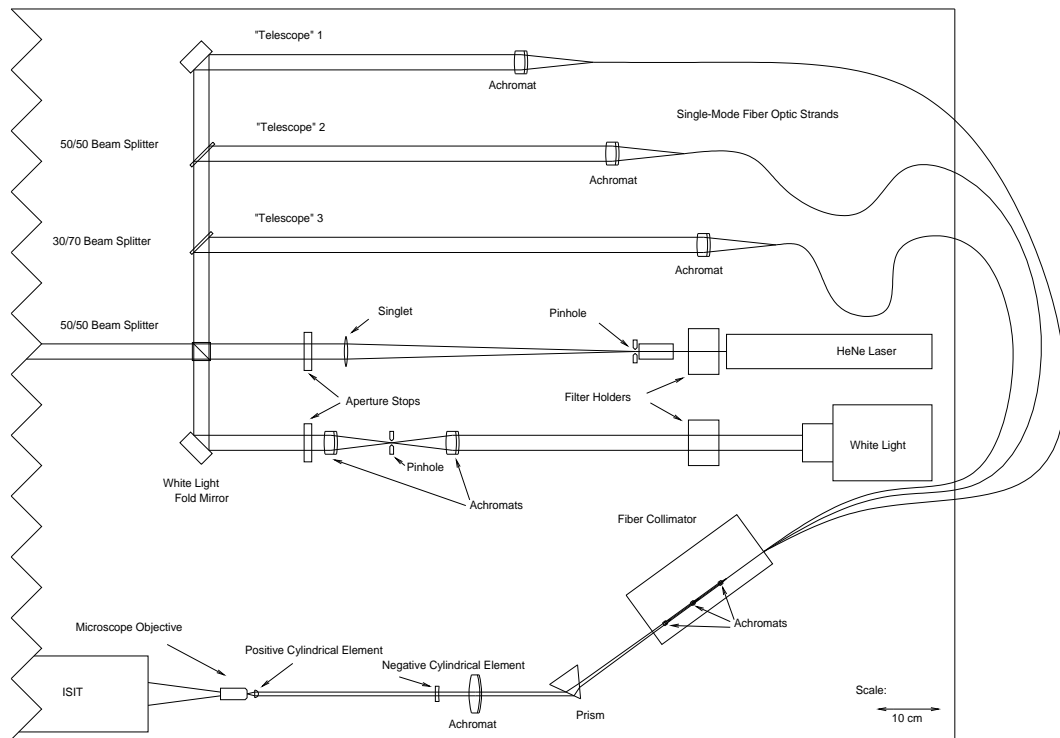 "Telescope" 1
Achromat
Single-Mode Fiber Optic Strands
"Telescope" 2
50/50 Beam Splitter
Achromat
"Telescope" 3
30/70 Beam Splitter
Achromat
Singlet
Pinhole
50/50 Beam Splitter
HeNe Laser
Aperture Stops
Filter Holders
White Light
Pinhole
White Light
Fold Mirror
Achromats
Fiber Collimator
Achromats
Microscope Objective
Positive Cylindrical Element
Negative Cylindrical Element
ISIT
Scale:
Prism
Achromat
10 cm